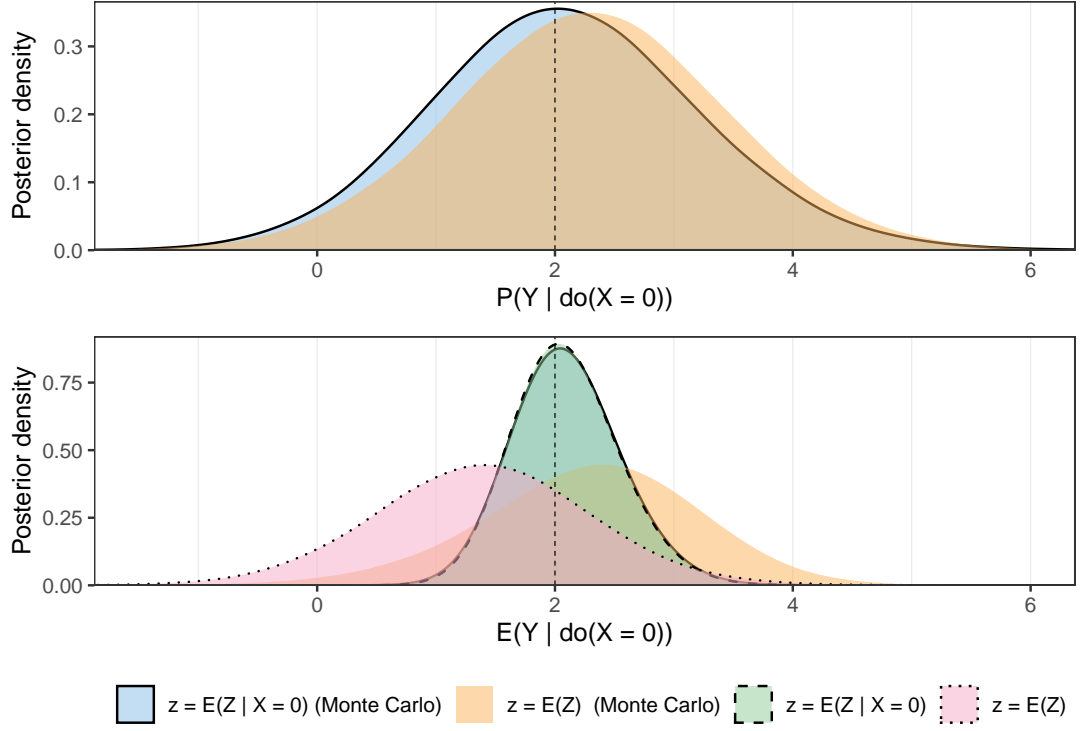 Posterior density
0.3
0.2
0.1
0.0
0 2 4 6
P(Y | do(X = 0))
Posterior density
0.75
0.50
0.25
0.00
0 2 4 6
E(Y | do(X = 0))
z = E(Z | X = 0) (Monte Carlo) z = E(Z) (Monte Carlo) z = E(Z | X = 0) z = E(Z)